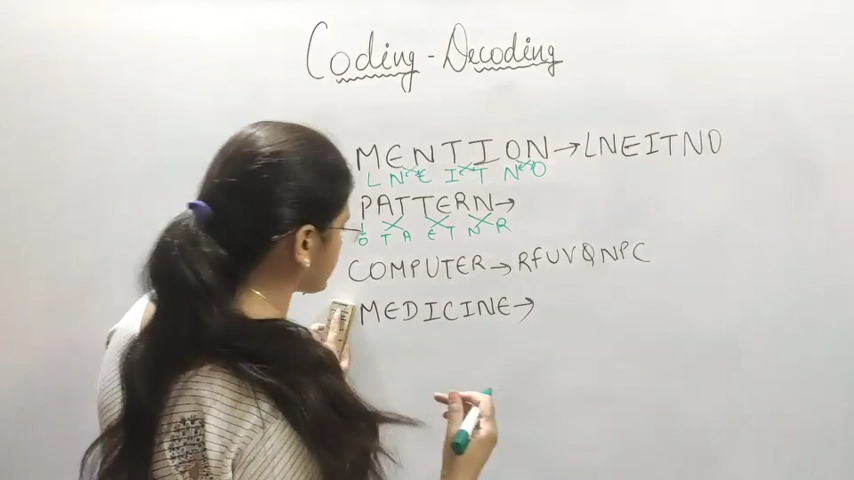 Coding - Decoding
MENTION → LNEITNO
L N E I T N O
PATTERN →
O T A E T N R
COMPUTER → RFUVQNPC
MEDICINE →